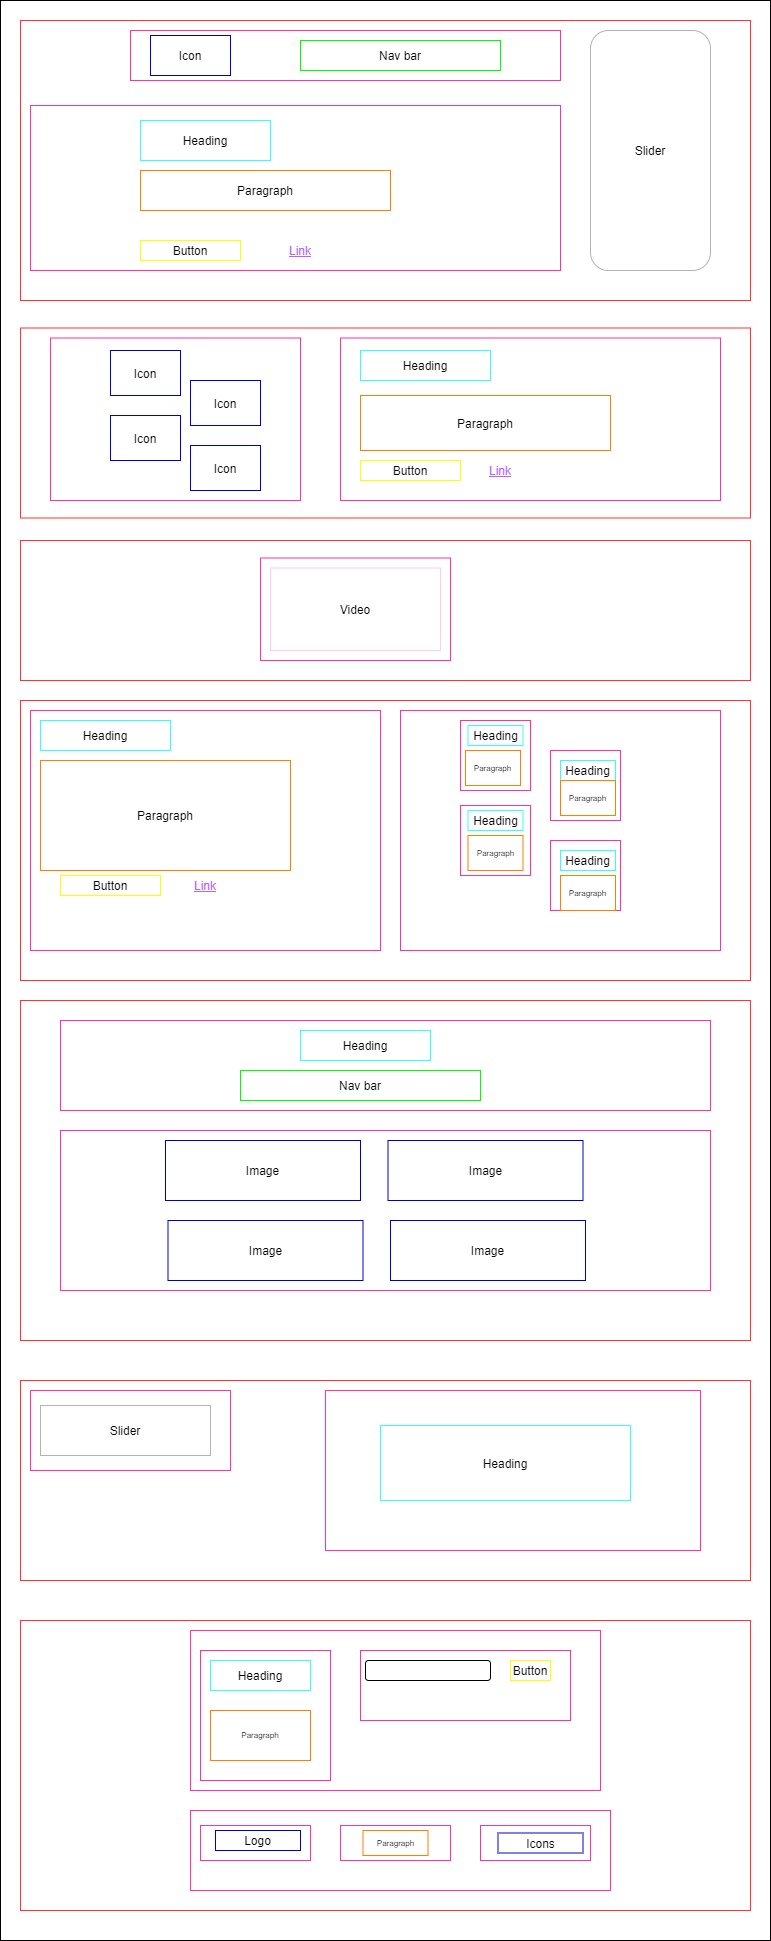 Icon
Nav bar
Slider
Heading
Paragraph
Button
Link
Icon
Icon
Icon
Icon
Heading
Paragraph
Button
Link
Video
Heading
Paragraph
Button
Link
Heading
Paragraph
Heading
Paragraph
Heading
Paragraph
Heading
Paragraph
Heading
Nav bar
Image
Image
Image
Image
Slider
Heading
Heading
Paragraph
Button
Logo
Paragraph
Icons